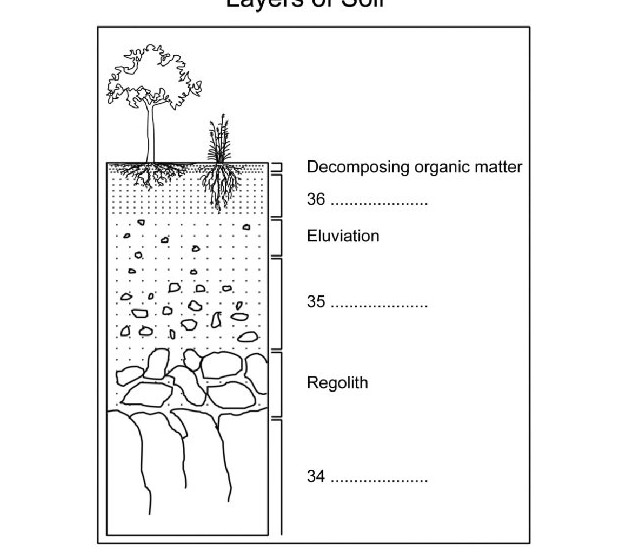 Layers of Soil
Decomposing organic matter
36 .....................
Eluviation
35 .....................
Regolith
34 .....................